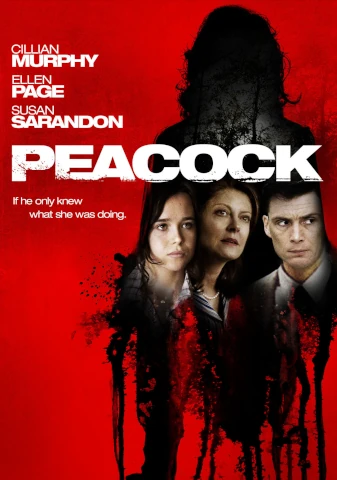 CILLIAN
MURPHY
ELLEN
PAGE
SUSAN
SARANDON
PEACOCK
If he only knew
what she was doing.